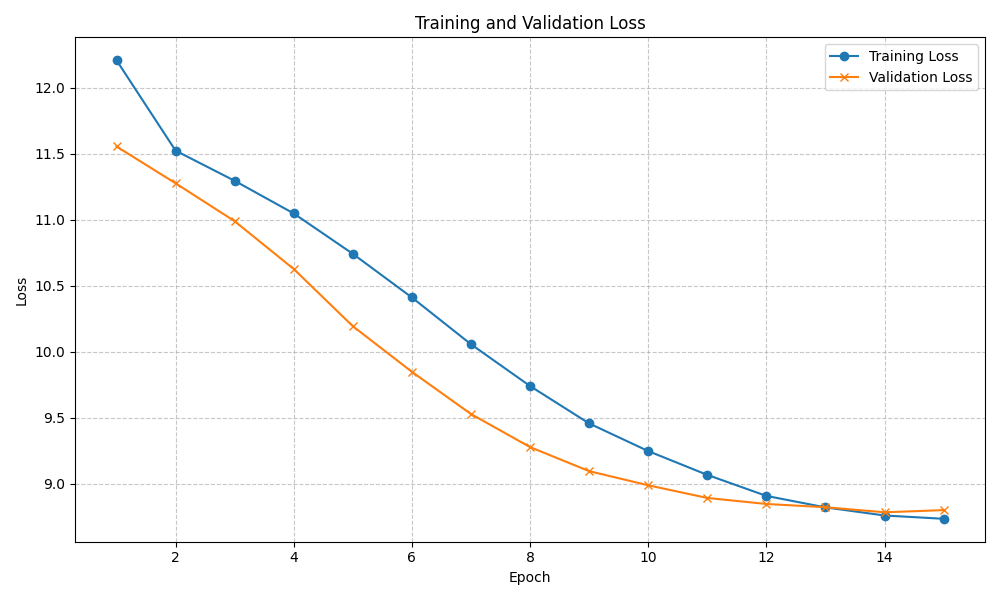 Training and Validation Loss
Training Loss
Validation Loss
12.0
11.5
11.0
10.5
10.0
9.5
9.0
Loss
2 4 6 8 10 12 14
Epoch